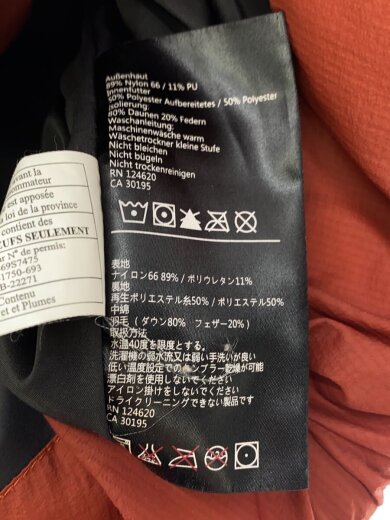 Außenhaut
89% Nylon 66 / 11% PU
Innenfutter
50% Polyester Aufbereitetes / 50% Polyester
Isolierung
80% Daunen 20% Federn
Waschanleitung:
Maschinenwäsche warm
Wäschetrockner kleine Stufe
Nicht bleichen
Nicht bügeln
Nicht trockenreinigen
RN 124620
CA 30195
表地
ナイロン66 89% / ポリウレタン11%
裏地
再生ポリエステル糸50% / ポリエステル50%
中綿
羽毛 ( ダウン80% フェザー20% )
取扱方法
水温40度を限度とする。
洗濯機の弱水流又は弱い手洗いが良い
低い温度設定でのタンブラー乾燥が可能
漂白剤を使用しないでください
アイロン掛けをしないでください
ドライクリーニングできない製品です
RN 124620
CA 30195
avant la
ommateur
est apposée
la loi de la province
contient des
CUFS SEULEMENT
r N° de permis:
69S7475
1750-693
B-22271
Contenu
et et Plumes